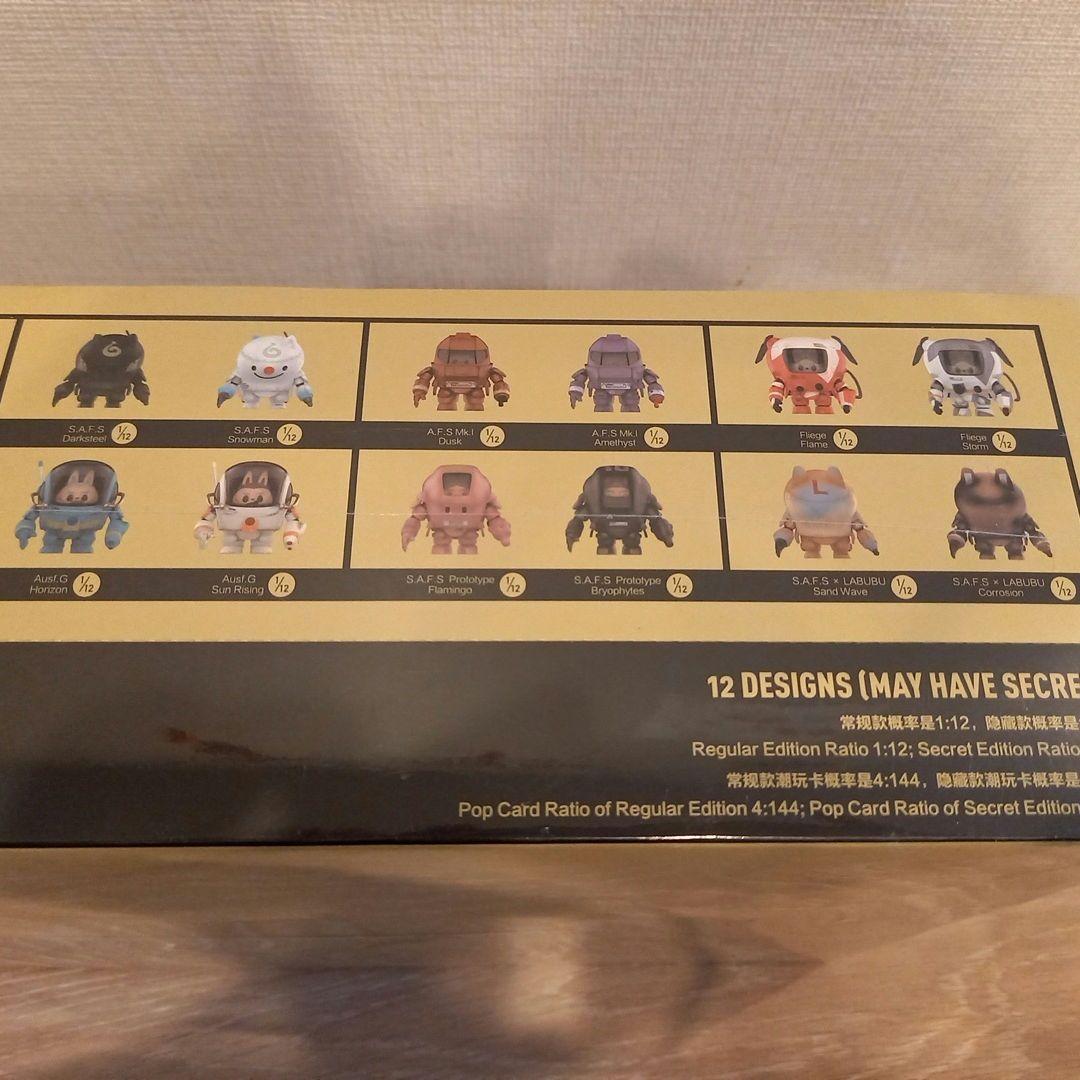 S.A.F.S
Darksteel 1/12
S.A.F.S
Snowman 1/12
A.F.S Mk.I
Dusk 1/12
A.F.S Mk.I
Amethyst 1/12
Fliege
Flame 1/12
Fliege
Storm 1/12
Ausf.G
Horizon 1/12
Ausf.G
Sun Rising 1/12
S.A.F.S Prototype
Flamingo 1/12
S.A.F.S Prototype
Bryophytes 1/12
S.A.F.S × LABUBU
Sand Wave 1/12
S.A.F.S × LABUBU
Corrosion 1/12
12 DESIGNS (MAY HAVE SECRE
常规款概率是1:12，隐藏款概率是
Regular Edition Ratio 1:12; Secret Edition Ratio
常规款潮玩卡概率是4:144，隐藏款潮玩卡概率是
Pop Card Ratio of Regular Edition 4:144; Pop Card Ratio of Secret Edition